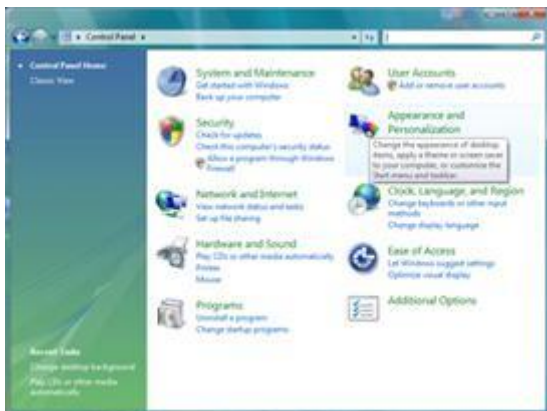 Control Panel
Control Panel Home
Classic View
System and Maintenance
Get started with Windows
Back up your computer
Security
Check for updates
Check this computer's security status
Allow a program through Windows
Firewall
Network and Internet
View network status and tasks
Set up file sharing
Hardware and Sound
Play CDs or other media automatically
Printer
Mouse
Programs
Uninstall a program
Change startup programs
User Accounts
Add or remove user accounts
Appearance and
Personalization
Change the appearance of desktop
items, apply a theme or screen saver
to your computer, or customize the
Start menu and taskbar.
Clock, Language, and Region
Change keyboards or other input
methods
Change display language
Ease of Access
Let Windows suggest settings
Optimize visual display
Additional Options
Recent Tasks
Change desktop background
Play CDs or other media
automatically